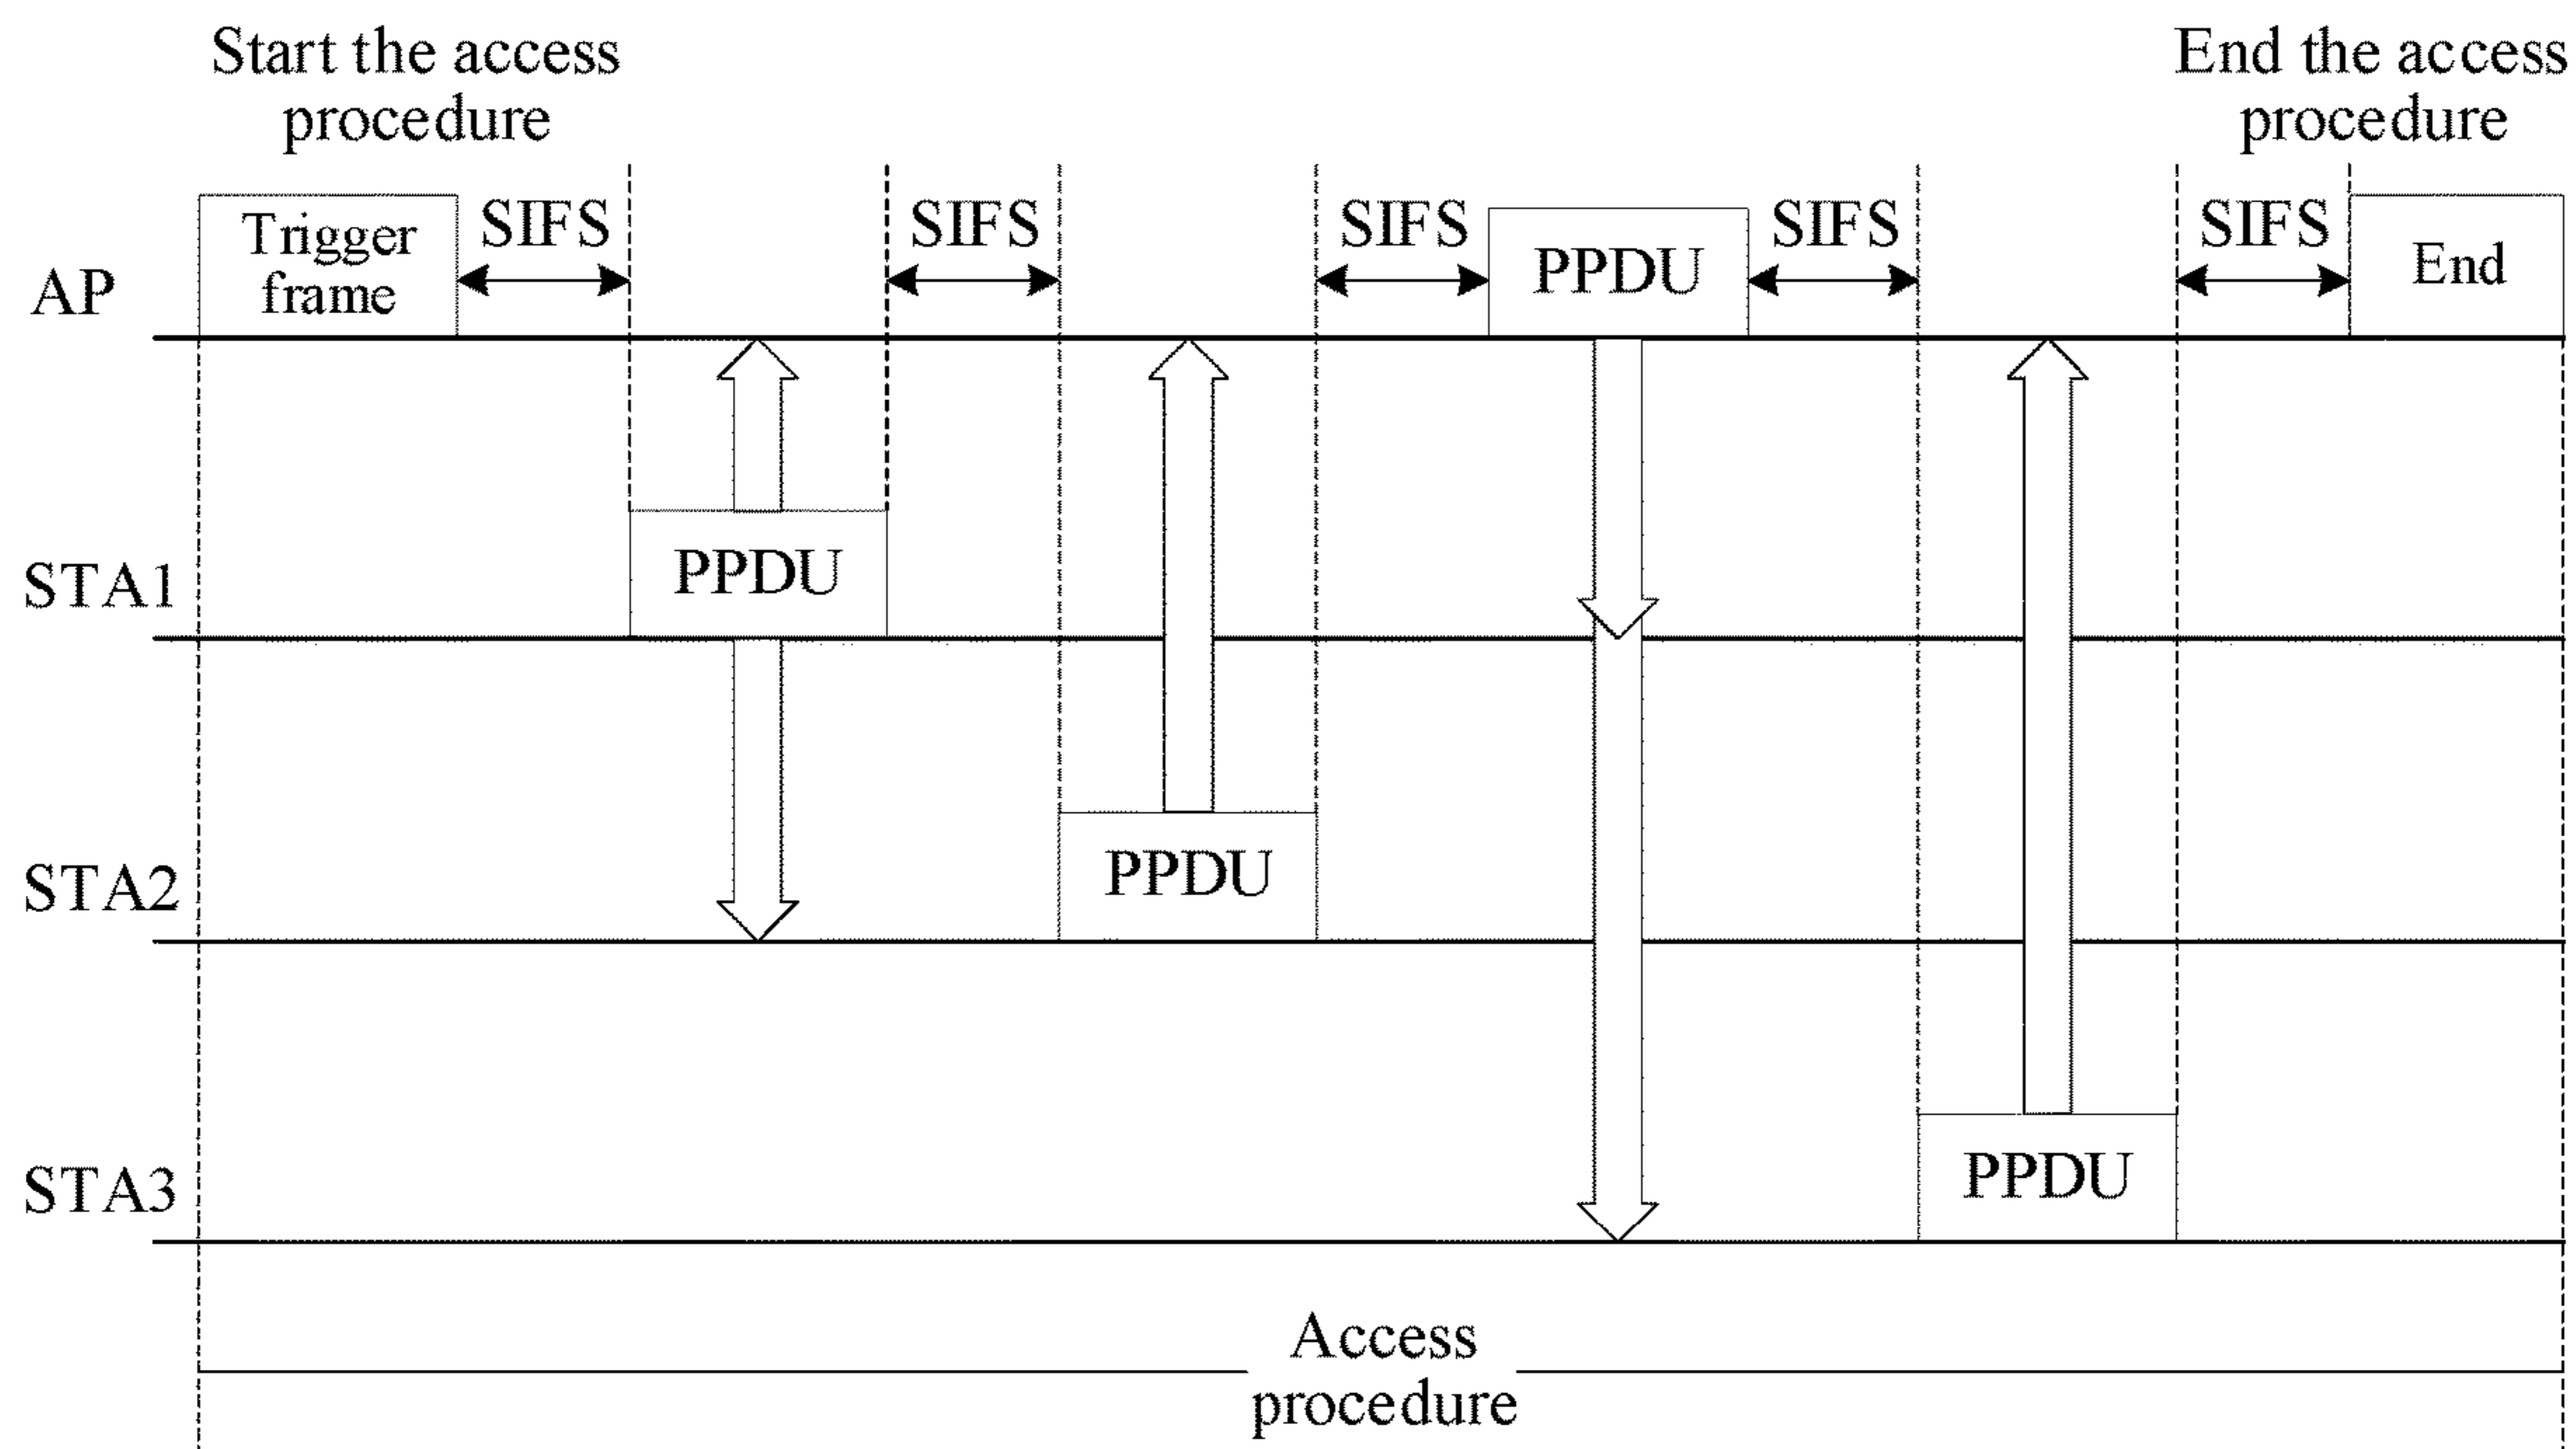 Start the access
procedure
End the access
procedure
Trigger
frame
SIFS
SIFS
SIFS
PPDU
SIFS
SIFS
End
AP
PPDU
STA1
PPDU
STA2
PPDU
STA3
Access
procedure